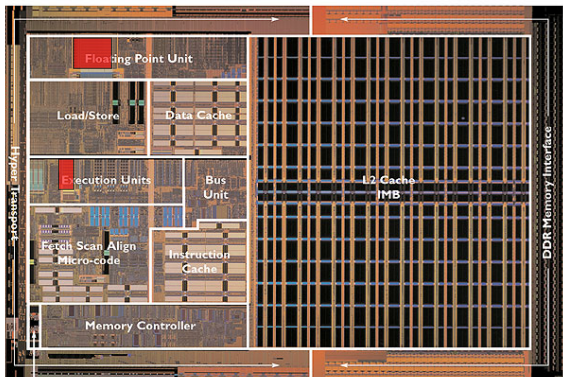 Floating Point Unit
Load/Store
Data Cache
Execution Units
Bus
Unit
L2 Cache
1MB
Fetch Scan Align
Micro-code
Instruction
Cache
Memory Controller
Hyper Transport
DDR Memory Interface